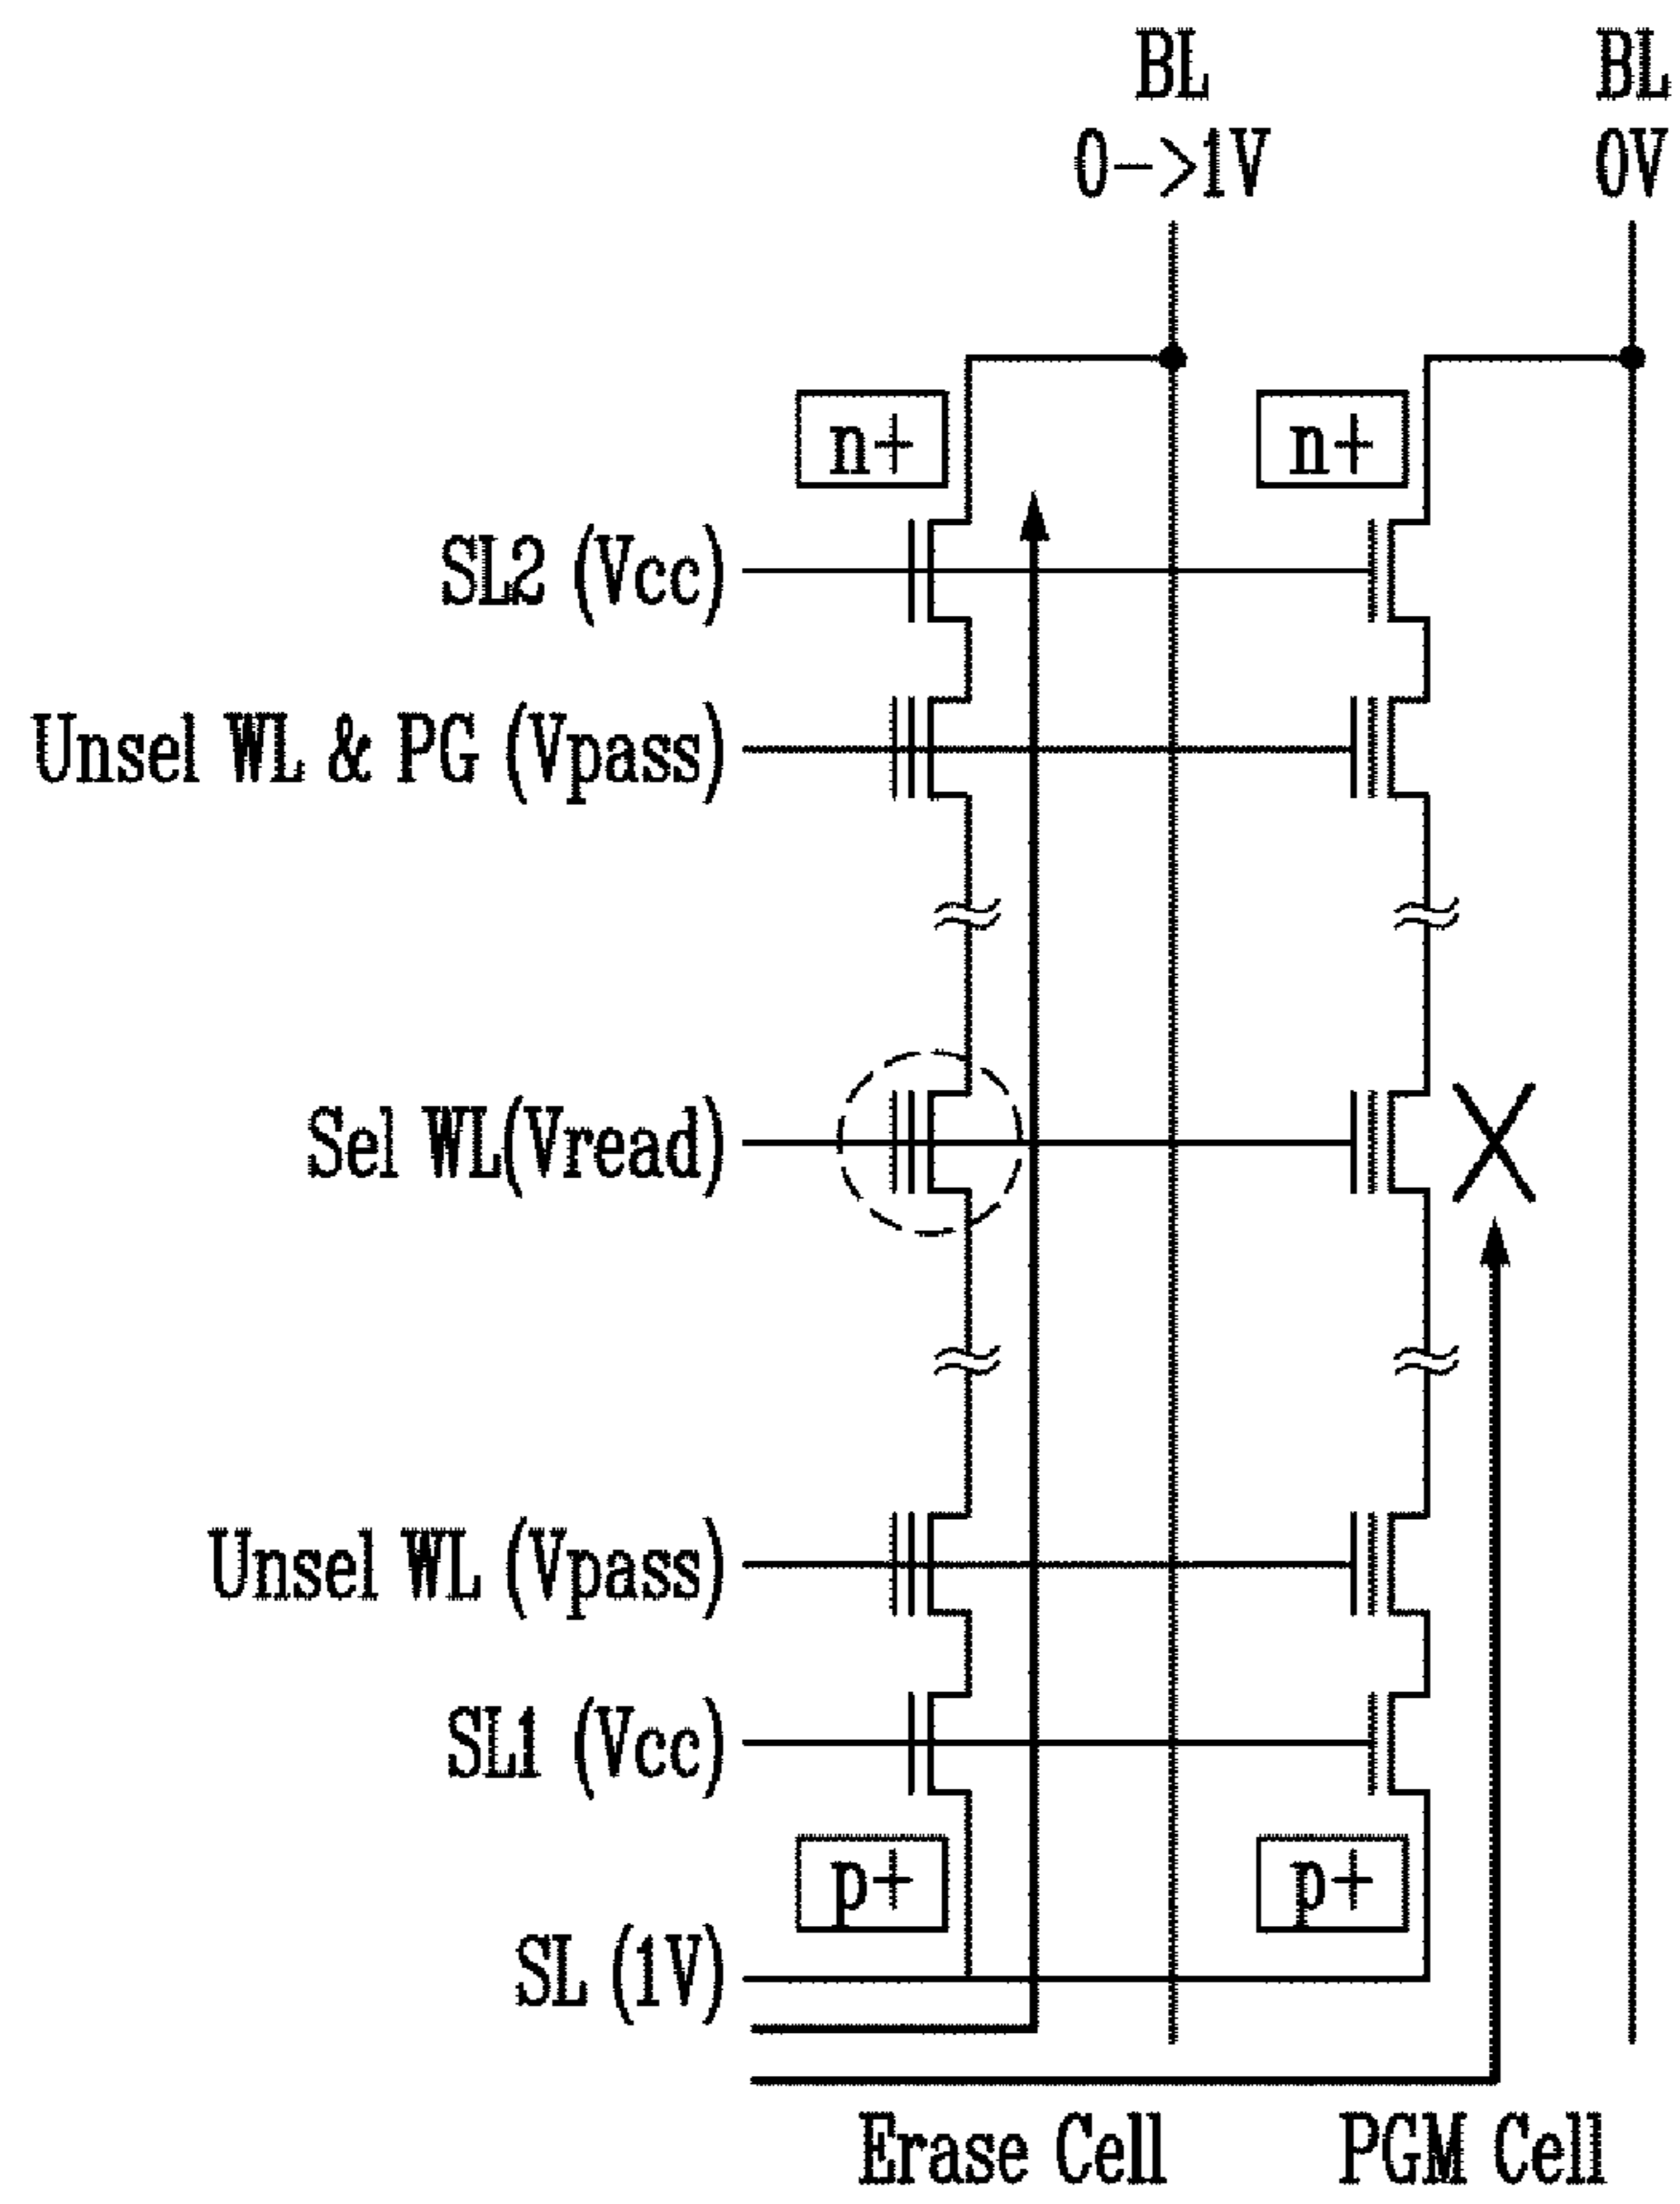 BL BL
0->1V 0V
n+ n+
SL2 (Vcc)
Unsel WL & PG (Vpass)
Sel WL(Vread)
Unsel WL (Vpass)
SL1 (Vcc)
p+ p+
SL (1V)
Erase Cell PGM Cell